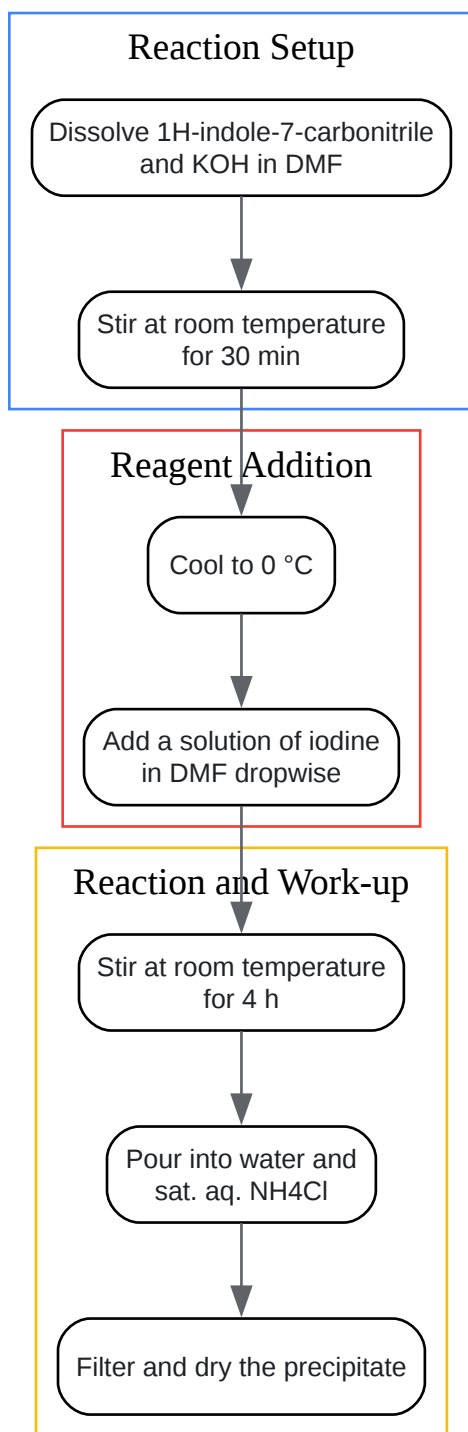 Reaction Setup
Dissolve 1H-indole-7-carbonitrile
and KOH in DMF
Stir at room temperature
for 30 min
Reagent Addition
Cool to 0 °C
Add a solution of iodine
in DMF dropwise
Reaction and Work-up
Stir at room temperature
for 4 h
Pour into water and
sat. aq. NH4Cl
Filter and dry the precipitate